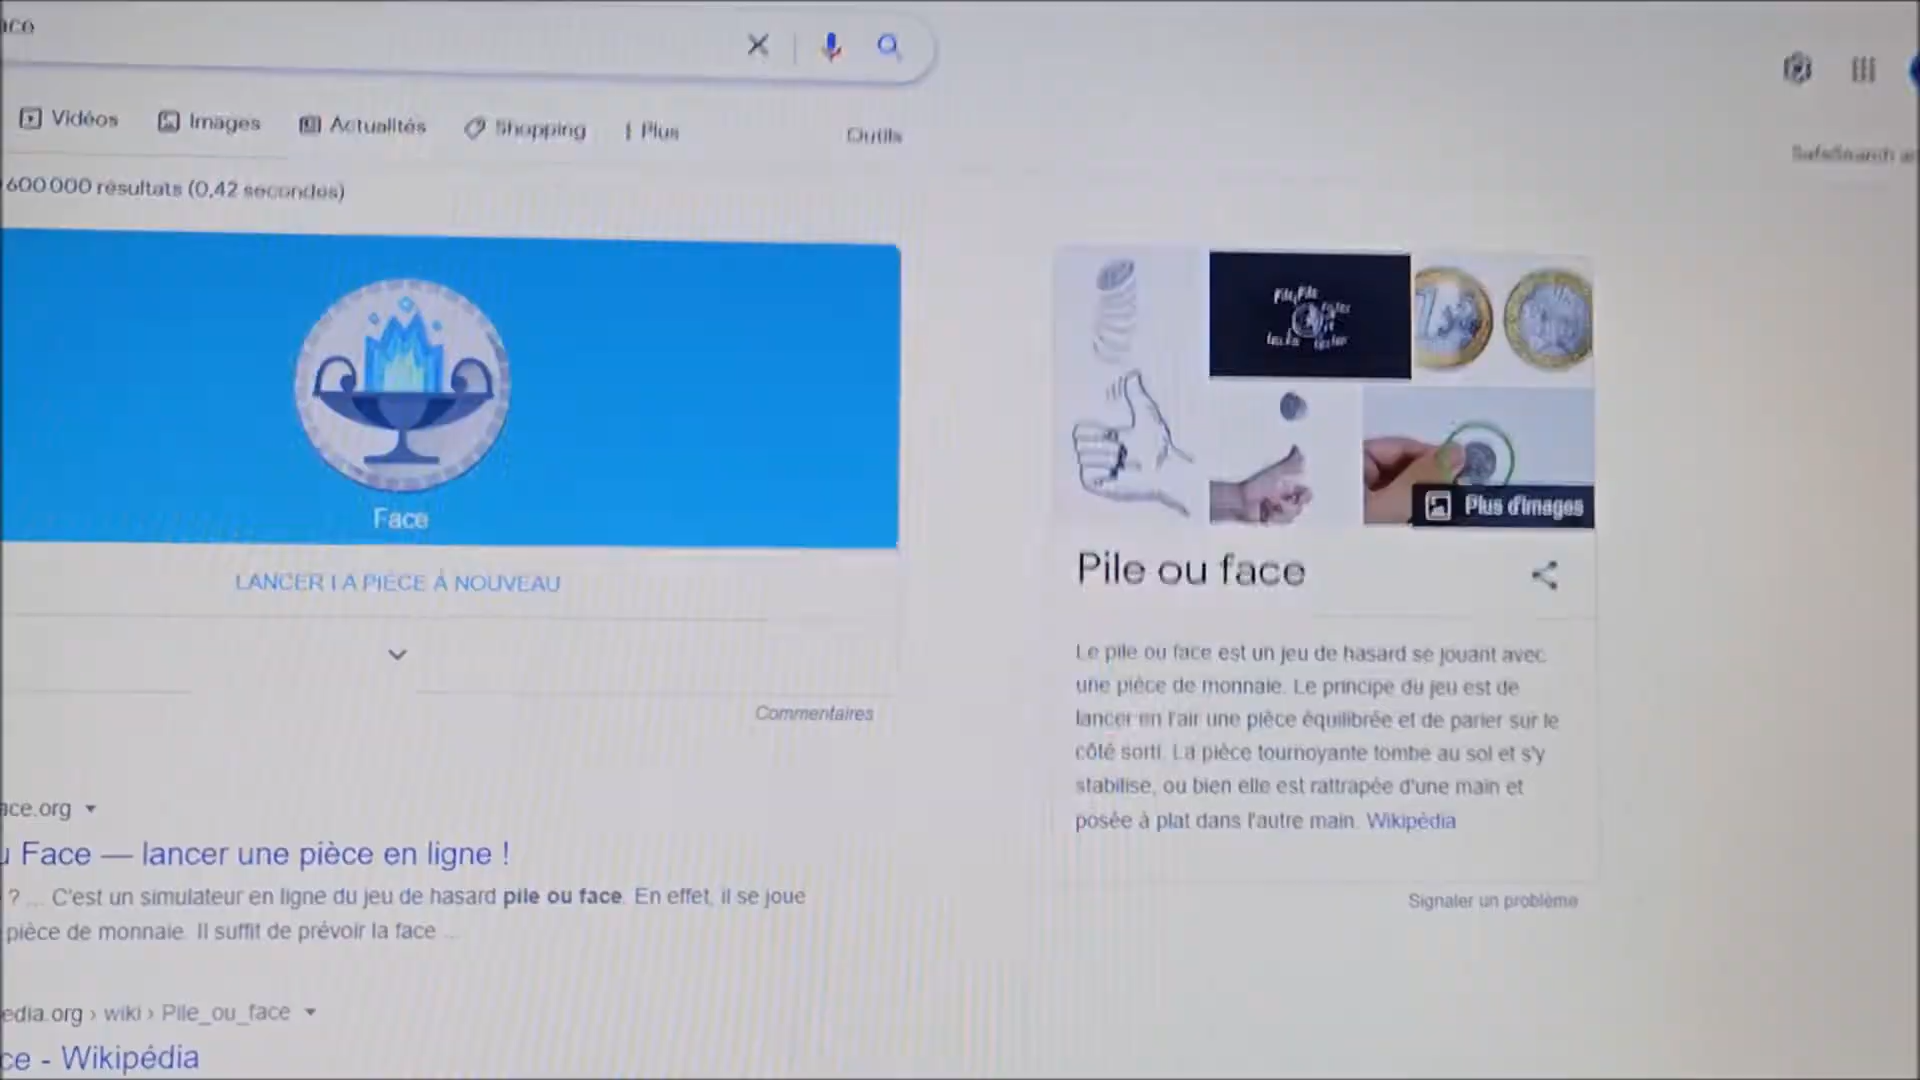 ace
Vidéos
Images
Actualités
Shopping
Plus
Outils
SafeSearch
600 000 résultats (0,42 secondes)
Face
LANCER LA PIÈCE À NOUVEAU
Commentaires
ace.org
Face — lancer une pièce en ligne !
? ... C'est un simulateur en ligne du jeu de hasard pile ou face. En effet, il se joue
pièce de monnaie. Il suffit de prévoir la face ...
edia.org › wiki › Pile_ou_face
ce - Wikipédia
Plus d'images
Pile ou face
Le pile ou face est un jeu de hasard se jouant avec
une pièce de monnaie. Le principe du jeu est de
lancer en l'air une pièce équilibrée et de parier sur le
côté sorti. La pièce tournoyante tombe au sol et s'y
stabilise, ou bien elle est rattrapée d'une main et
posée à plat dans l'autre main. Wikipédia
Signaler un problème